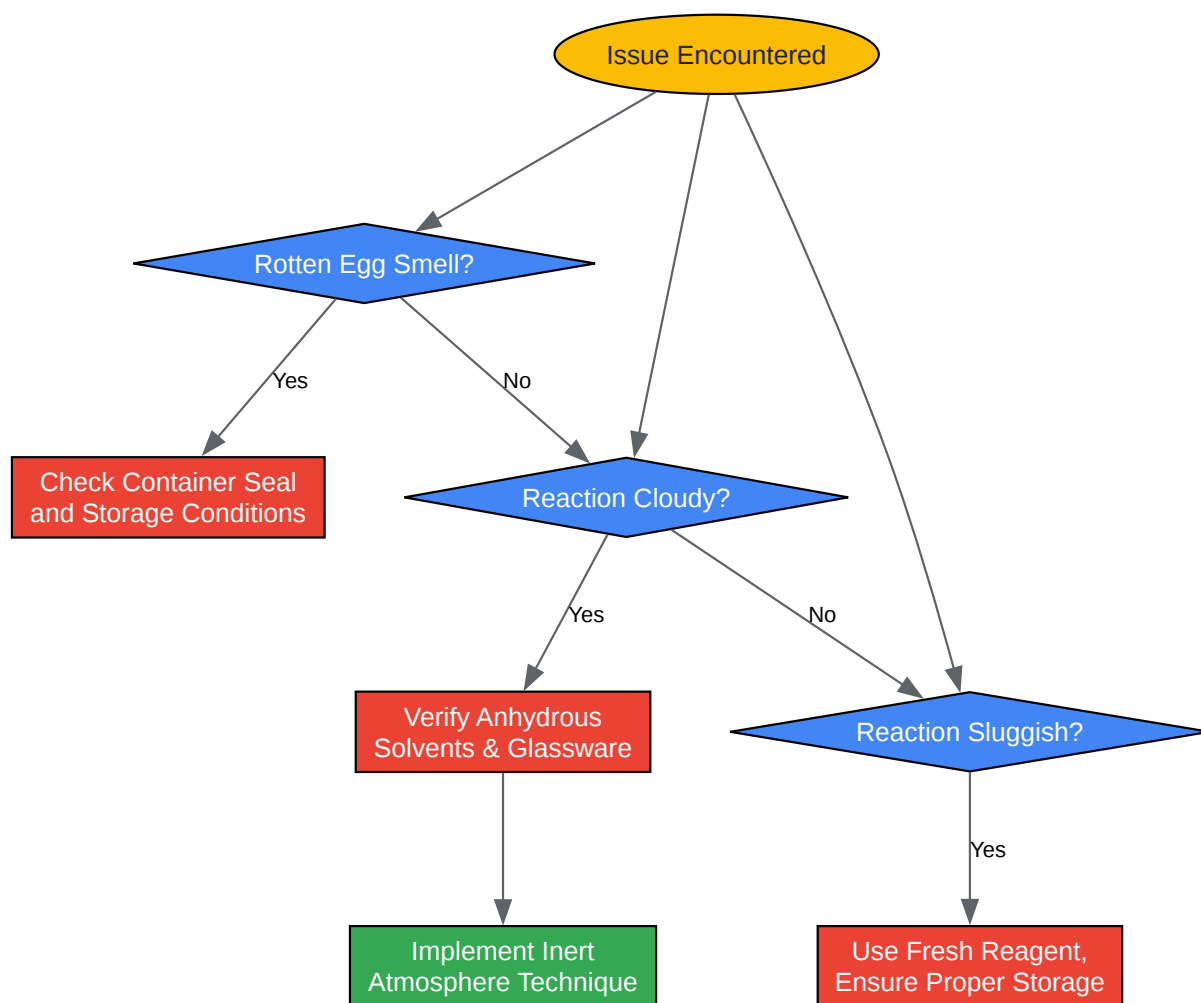 Issue Encountered
Rotten Egg Smell?
Yes
No
Check Container Seal
and Storage Conditions
Reaction Cloudy?
Yes
No
Verify Anhydrous
Solvents & Glassware
Reaction Sluggish?
Yes
Implement Inert
Atmosphere Technique
Use Fresh Reagent,
Ensure Proper Storage